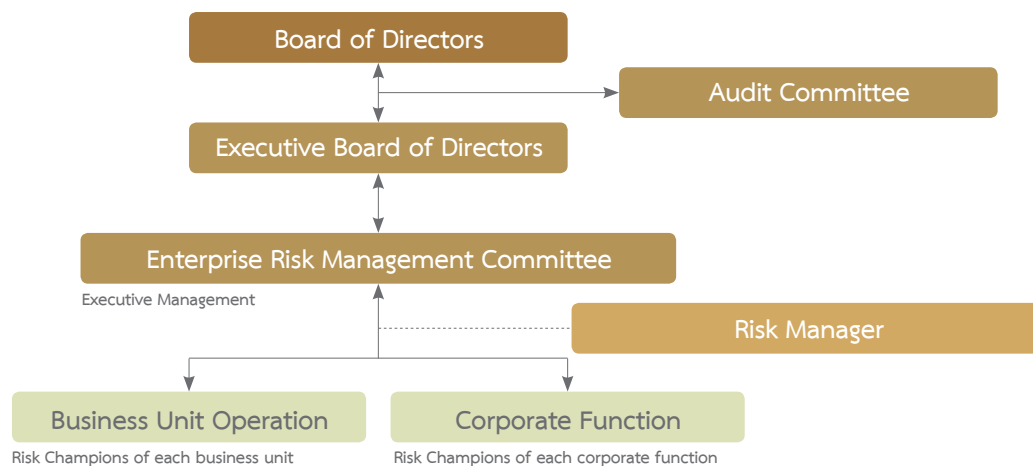 Board of Directors
Audit Committee
Executive Board of Directors
Enterprise Risk Management Committee
Executive Management
Risk Manager
Business Unit Operation
Corporate Function
Risk Champions of each business unit
Risk Champions of each corporate function